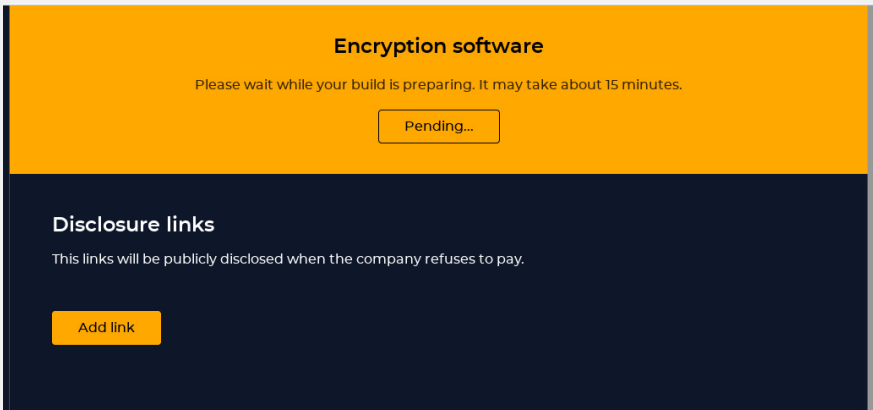 Encryption software
Please wait while your build is preparing. It may take about 15 minutes.
Pending...
Disclosure links
This links will be publicly disclosed when the company refuses to pay.
Add link